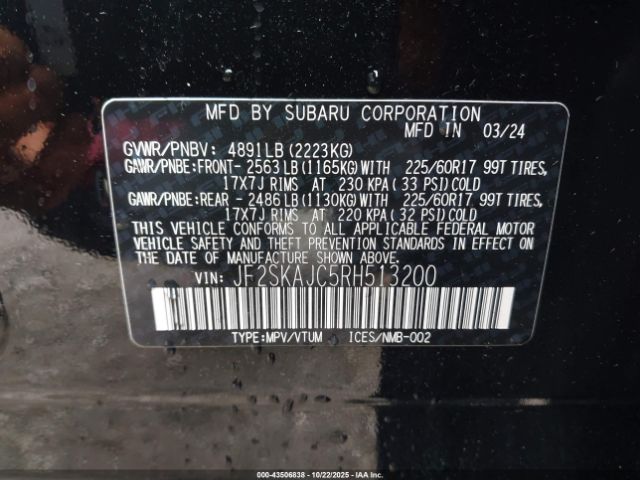 MFD BY SUBARU CORPORATION
MFD IN 03/24
GVWR/PNBV: 4891LB (2223KG)
GAWR/PNBE:FRONT- 2563LB (1165KG)WITH 225/60R17 99T TIRES,
17X7J RIMS AT 230 KPA (33 PSI)COLD
GAWR/PNBE:REAR - 2486LB (1130KG)WITH 225/60R17 99T TIRES,
17X7J RIMS AT 220 KPA (32 PSI)COLD
THIS VEHICLE CONFORMS TO ALL APPLICABLE FEDERAL MOTOR
VEHICLE SAFETY AND THEFT PREVENTION STANDARDS IN EFFECT ON
THE DATE OF MANUFACTURE SHOWN ABOVE.
VIN: JF2SKAJC5RH513200
TYPE:MPV/VTUM ICES/NMB-002
000-43506838 - 10/22/2025 - IAAI.COM